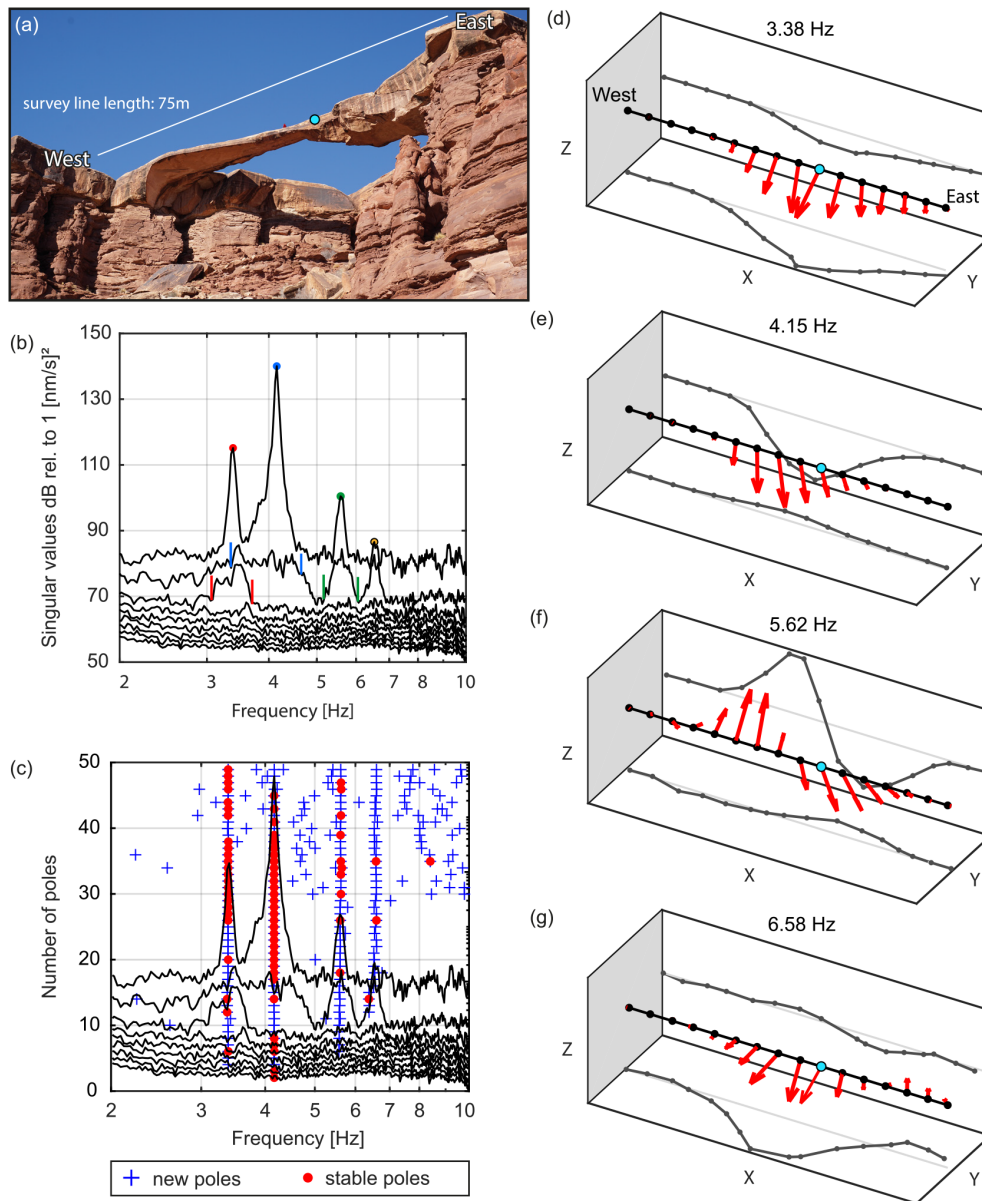 (a)
East
survey line length: 75m
West
(b)
Singular values dB rel. to 1 [nm/s]²
150
130
110
90
70
50
2 3 4 5 6 7 8 10
Frequency [Hz]
(c)
Number of poles
50
40
30
20
10
0
2 3 4 5 6 7 8 10
Frequency [Hz]
new poles stable poles
(d)
3.38 Hz
West
Z
East
X
Y
(e)
4.15 Hz
Z
X
Y
(f)
5.62 Hz
Z
X
Y
(g)
6.58 Hz
Z
X
Y